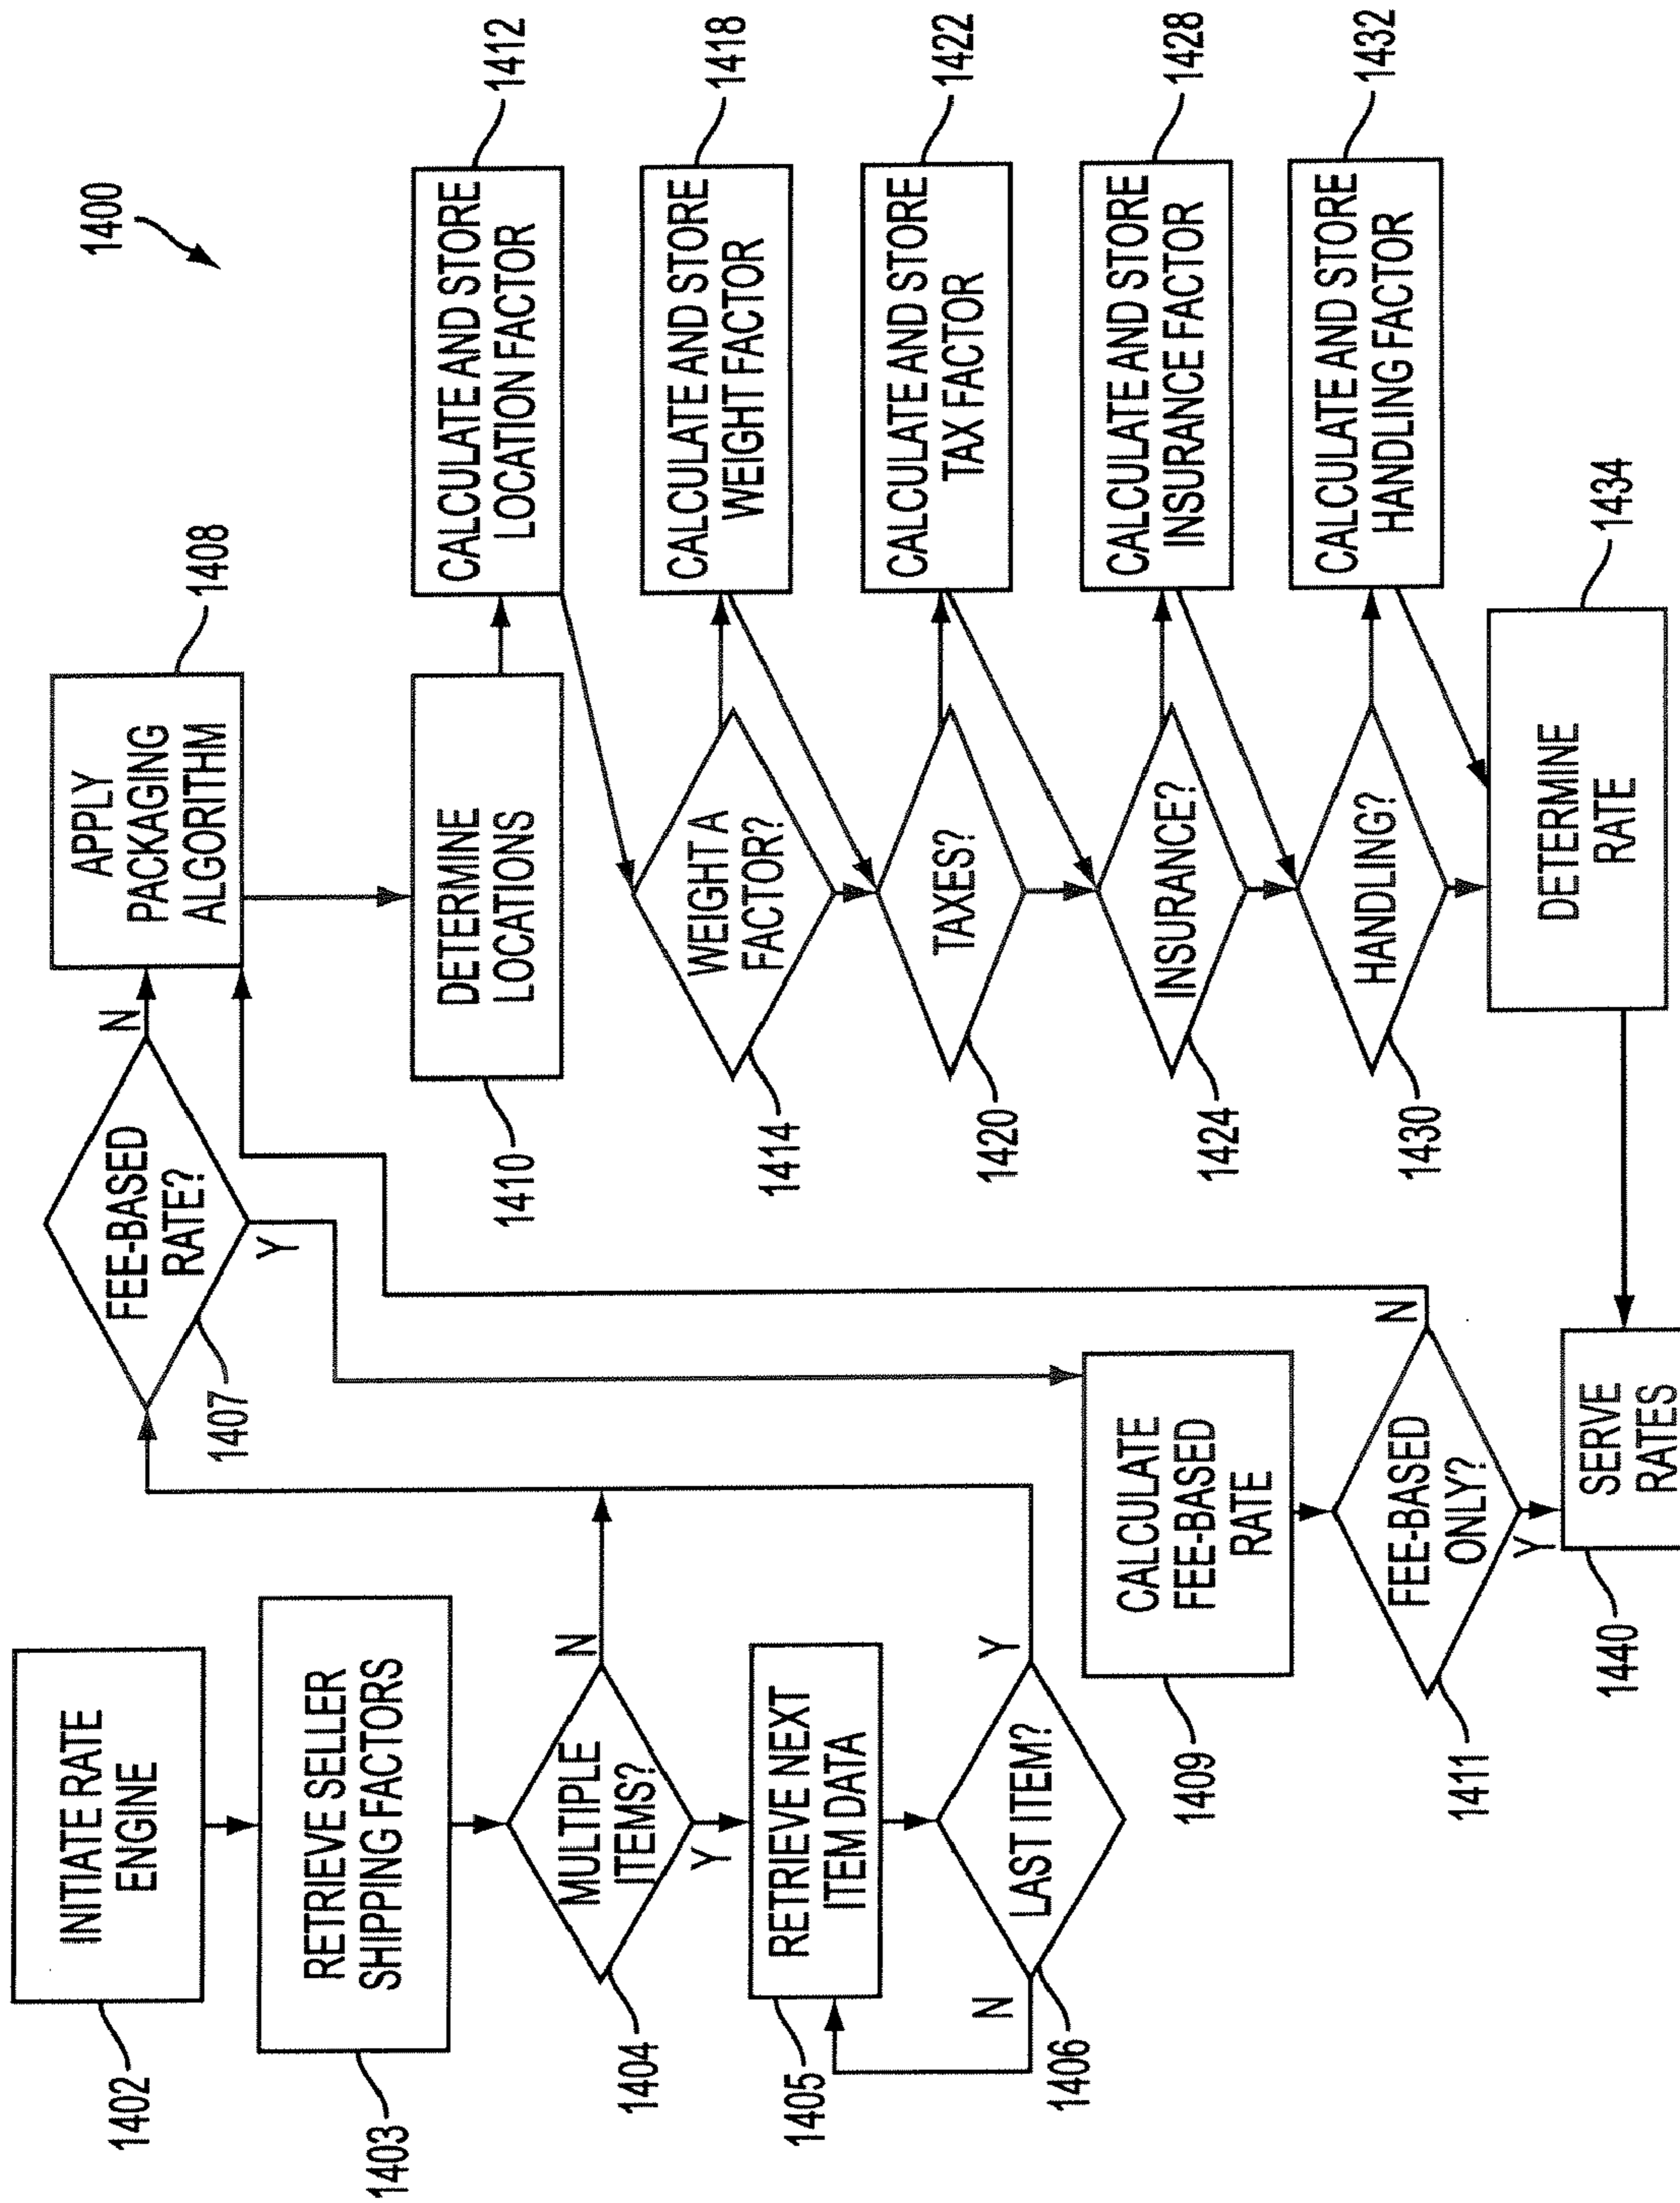 1400
INITIATE RATE
ENGINE
1402
RETRIEVE SELLER
SHIPPING FACTORS
1403
MULTIPLE
ITEMS?
N
Y
1404
RETRIEVE NEXT
ITEM DATA
1405
LAST ITEM?
N
Y
1406
FEE-BASED
RATE?
N
Y
1407
CALCULATE
FEE-BASED
RATE
1409
FEE-BASED
ONLY?
N
Y
1411
SERVE
RATES
1440
APPLY
PACKAGING
ALGORITHM
1408
DETERMINE
LOCATIONS
1410
CALCULATE AND STORE
LOCATION FACTOR
1412
WEIGHT A
FACTOR?
1414
CALCULATE AND STORE
WEIGHT FACTOR
1418
TAXES?
1420
CALCULATE AND STORE
TAX FACTOR
1422
INSURANCE?
1424
CALCULATE AND STORE
INSURANCE FACTOR
1428
HANDLING?
1430
CALCULATE AND STORE
HANDLING FACTOR
1432
DETERMINE
RATE
1434